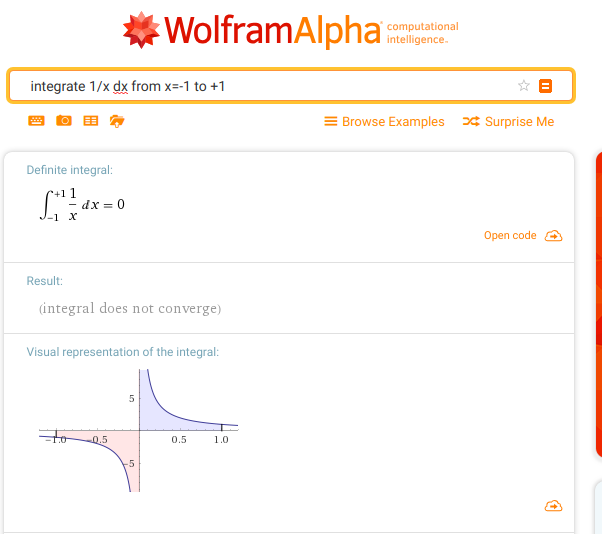 WolframAlpha computational intelligence.
integrate 1/x dx from x=-1 to +1
Browse Examples Surprise Me
Definite integral:
∫_{-1}^{+1} 1/x dx = 0
Open code
Result:
(integral does not converge)
Visual representation of the integral:
5
-1.0 -0.5 0.5 1.0
-5